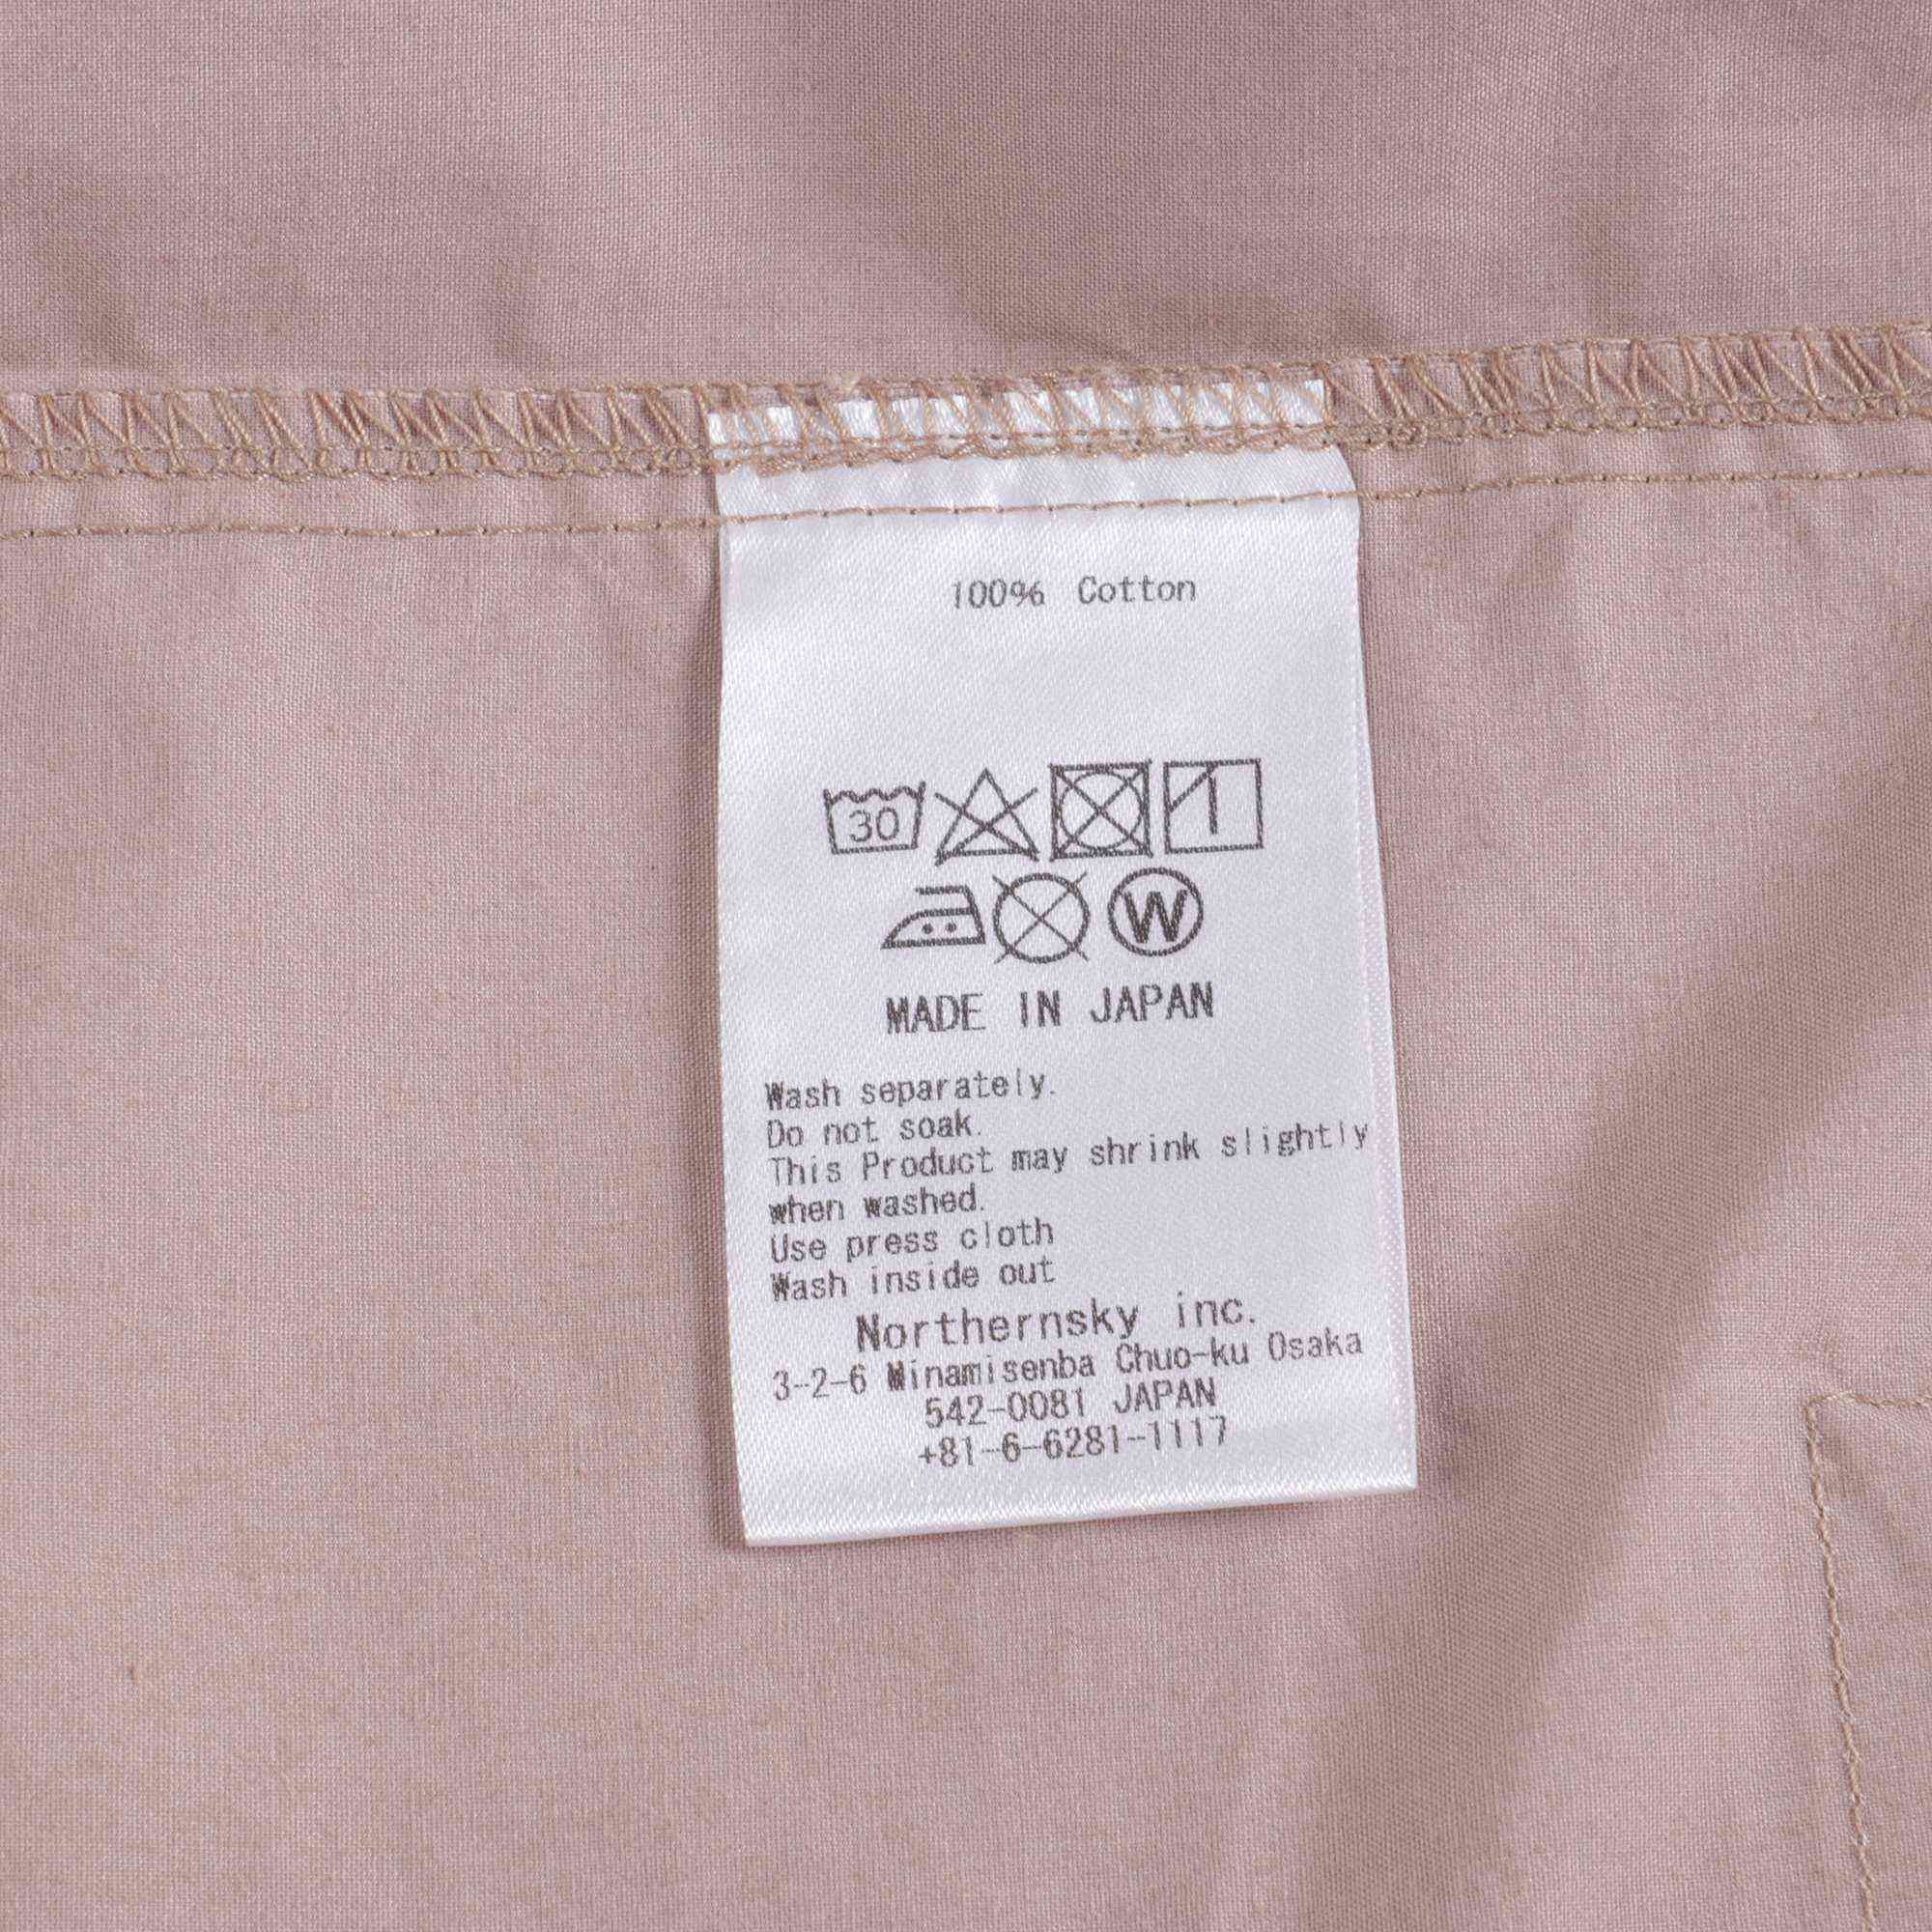 100% Cotton
30
W
MADE IN JAPAN
Wash separately.
Do not soak.
This Product may shrink slightly
when washed.
Use press cloth
Wash inside out
Northernsky inc.
3-2-6 Minamisenba Chuo-ku Osaka
542-0081 JAPAN
+81-6-6281-1117